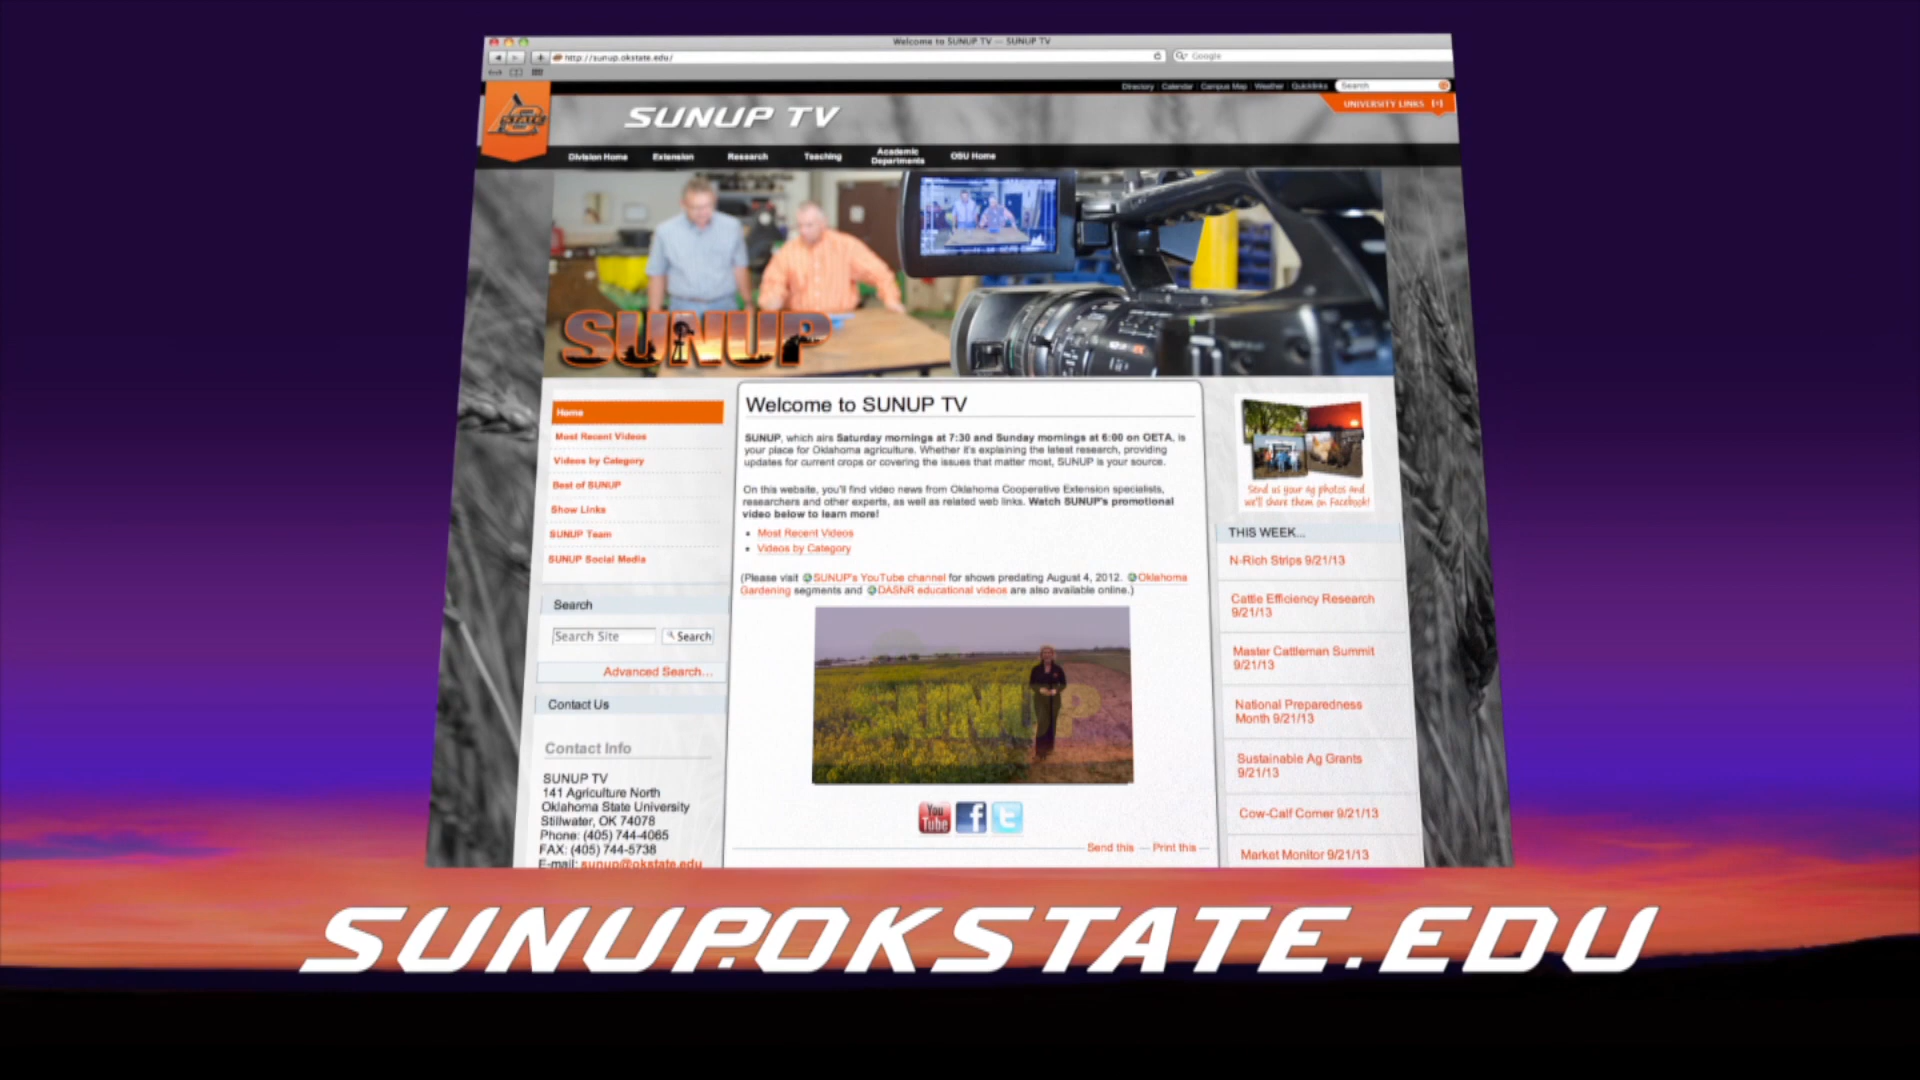 Welcome to SUNUP TV — SUNUP TV
http://sunup.okstate.edu/
Google
Directory Calendar Campus Map Weather Quicklinks
Search
UNIVERSITY LINKS [+]
STATE
SUNUP TV
Division Home
Extension
Research
Teaching
Academic
Departments
OSU Home
SUNUP
Home
Most Recent Videos
Videos by Category
Best of SUNUP
Show Links
SUNUP Team
SUNUP Social Media
Search
Search Site
Search
Advanced Search...
Contact Us
Contact Info
SUNUP TV
141 Agriculture North
Oklahoma State University
Stillwater, OK 74078
Phone: (405) 744-4065
FAX: (405) 744-5738
E-mail: sunup@okstate.edu
Welcome to SUNUP TV
SUNUP, which airs Saturday mornings at 7:30 and Sunday mornings at 6:00 on OETA, is
your place for Oklahoma agriculture. Whether it's explaining the latest research, providing
updates for current crops or covering the issues that matter most, SUNUP is your source.
On this website, you'll find video news from Oklahoma Cooperative Extension specialists,
researchers and other experts, as well as related web links. Watch SUNUP's promotional
video below to learn more!
• Most Recent Videos
• Videos by Category
(Please visit SUNUP's YouTube channel for shows predating August 4, 2012. Oklahoma
Gardening segments and DASNR educational videos are also available online.)
SUNUP
You
Tube
f
t
Send this — Print this —
Send us your ag photos and
we'll share them on Facebook!
THIS WEEK...
N-Rich Strips 9/21/13
Cattle Efficiency Research
9/21/13
Master Cattleman Summit
9/21/13
National Preparedness
Month 9/21/13
Sustainable Ag Grants
9/21/13
Cow-Calf Corner 9/21/13
Market Monitor 9/21/13
SUNUP.OKSTATE.EDU